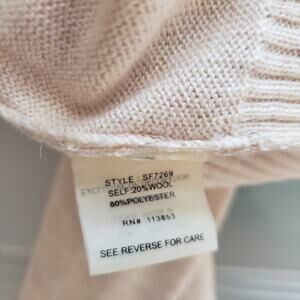 STYLE : SF7269
SELF:20%WOOL
80%POLYESTER
RN# 113853
SEE REVERSE FOR CARE